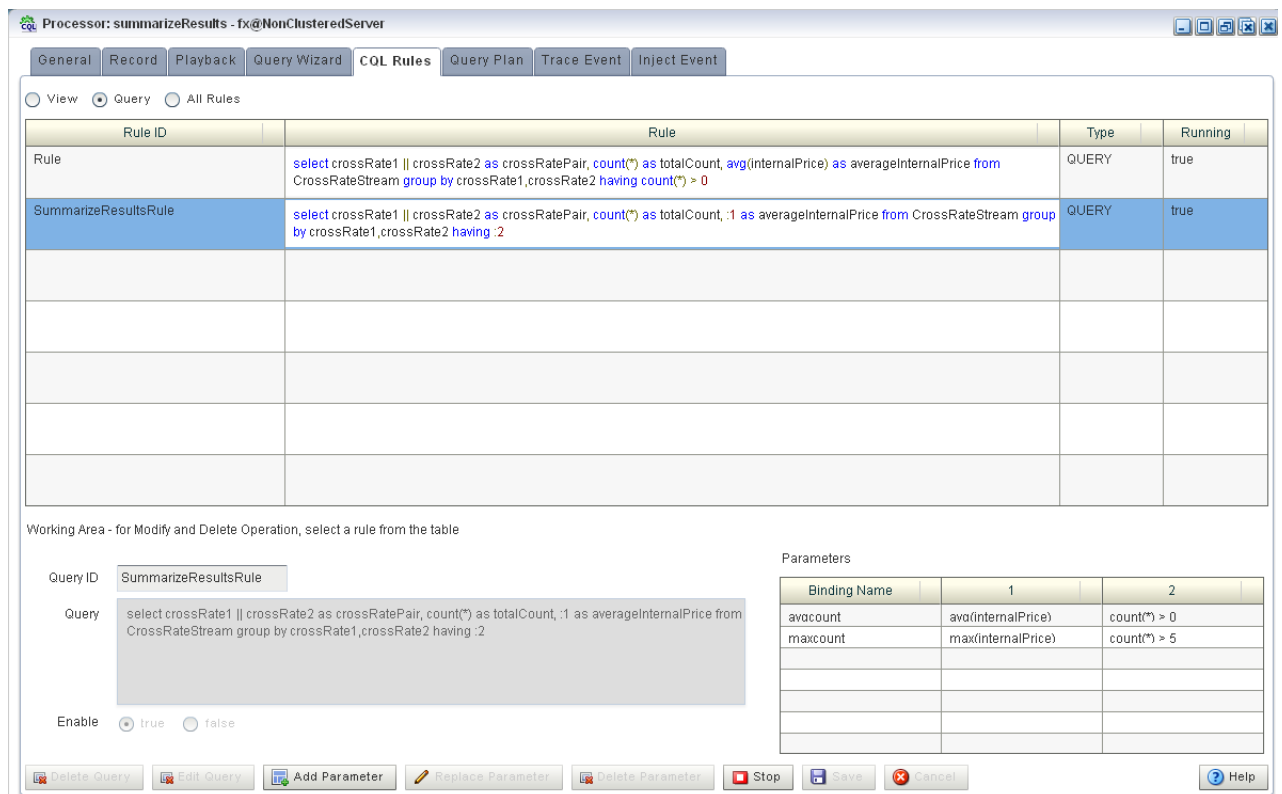 CQL Processor: summarizeResults - fx@NonClusteredServer
General Record Playback Query Wizard CQL Rules Query Plan Trace Event Inject Event
View Query All Rules
Rule ID Rule Type Running
Rule select crossRate1 || crossRate2 as crossRatePair, count(*) as totalCount, avg(internalPrice) as averageInternalPrice from QUERY true
CrossRateStream group by crossRate1,crossRate2 having count(*) > 0
SummarizeResultsRule select crossRate1 || crossRate2 as crossRatePair, count(*) as totalCount, :1 as averageInternalPrice from CrossRateStream group QUERY true
by crossRate1,crossRate2 having :2
Working Area - for Modify and Delete Operation, select a rule from the table
Parameters
Query ID SummarizeResultsRule
Binding Name 1 2
Query select crossRate1 || crossRate2 as crossRatePair, count(*) as totalCount, :1 as averageInternalPrice from
CrossRateStream group by crossRate1,crossRate2 having :2
avgcount avg(internalPrice) count(*) > 0
maxcount max(internalPrice) count(*) > 5
Enable true false
Delete Query Edit Query Add Parameter Replace Parameter Delete Parameter Stop Save Cancel Help